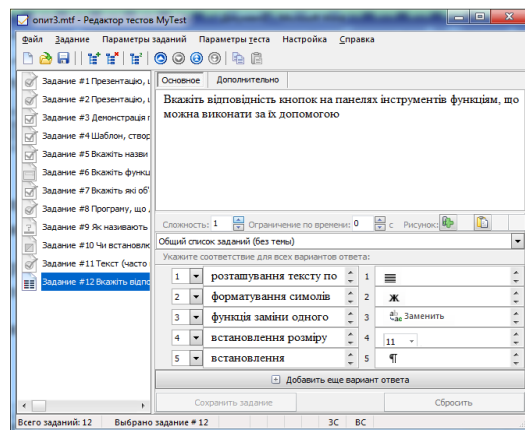 опит3.mtf - Редактор тестов MyTest
Файл Задание Параметры заданий Параметры теста Настройка Справка
Задание #1 Презентацію,
Основное Дополнительно
Задание #2 Презентацію,
Задание #3 Демонстрація
Задание #4 Шаблон, створ
Задание #5 Вкажіть назви
Задание #6 Вкажіть функц
Задание #7 Вкажіть які об'
Задание #8 Програму, що
Задание #9 Як називають
Задание #10 Чи встановлю
Задание #11 Текст (часто
Задание #12 Вкажіть відпо
Вкажіть відповідність кнопок на панелях інструментів функціям, що
можна виконати за їх допомогою
Сложность: 1 Ограничение по времени: 0 с Рисунок:
Общий список заданий (без темы)
Укажите соответствие для всех вариантов ответа:
1 розташування тексту по 1
2 форматування символів 2 Ж
3 функція заміни одного 3 ab ac Заменить
4 встановлення розміру 4 11
5 встановлення 5 ¶
Добавить еще вариант ответа
Сохранить задание Сбросить
Всего заданий: 12 Выбрано задание # 12 ЗС ВС